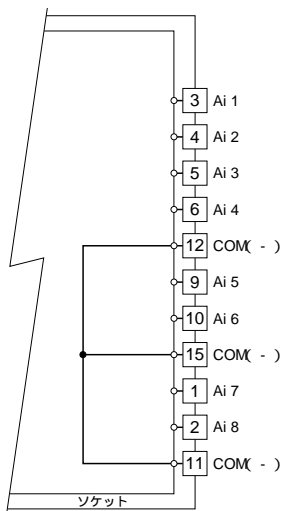 3 Ai 1
4 Ai 2
5 Ai 3
6 Ai 4
12 COM( - )
9 Ai 5
10 Ai 6
15 COM( - )
1 Ai 7
2 Ai 8
11 COM( - )
ソケット